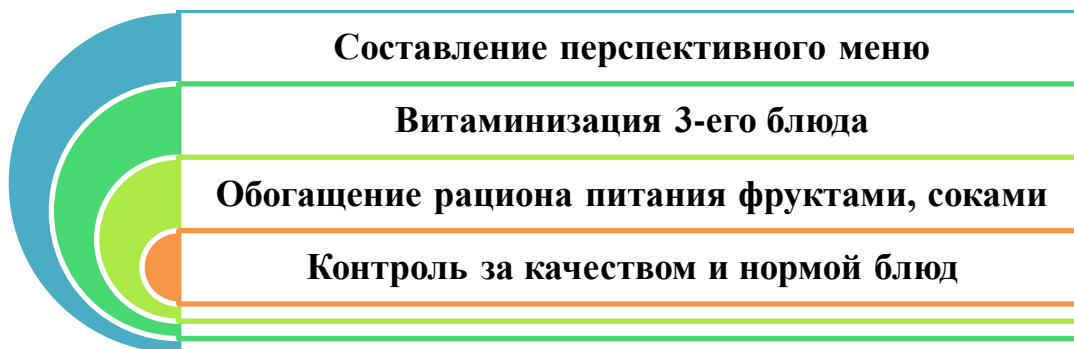 Составление перспективного меню
Витаминизация 3-его блюда
Обогащение рациона питания фруктами, соками
Контроль за качеством и нормой блюд